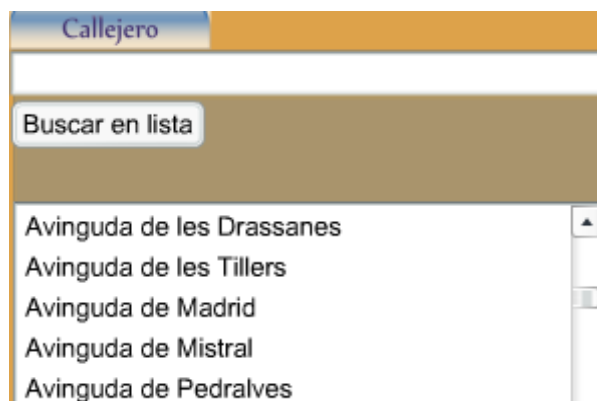 Callejero
Buscar en lista
Avinguda de les Drassanes
Avinguda de les Tillers
Avinguda de Madrid
Avinguda de Mistral
Avinguda de Pedralves